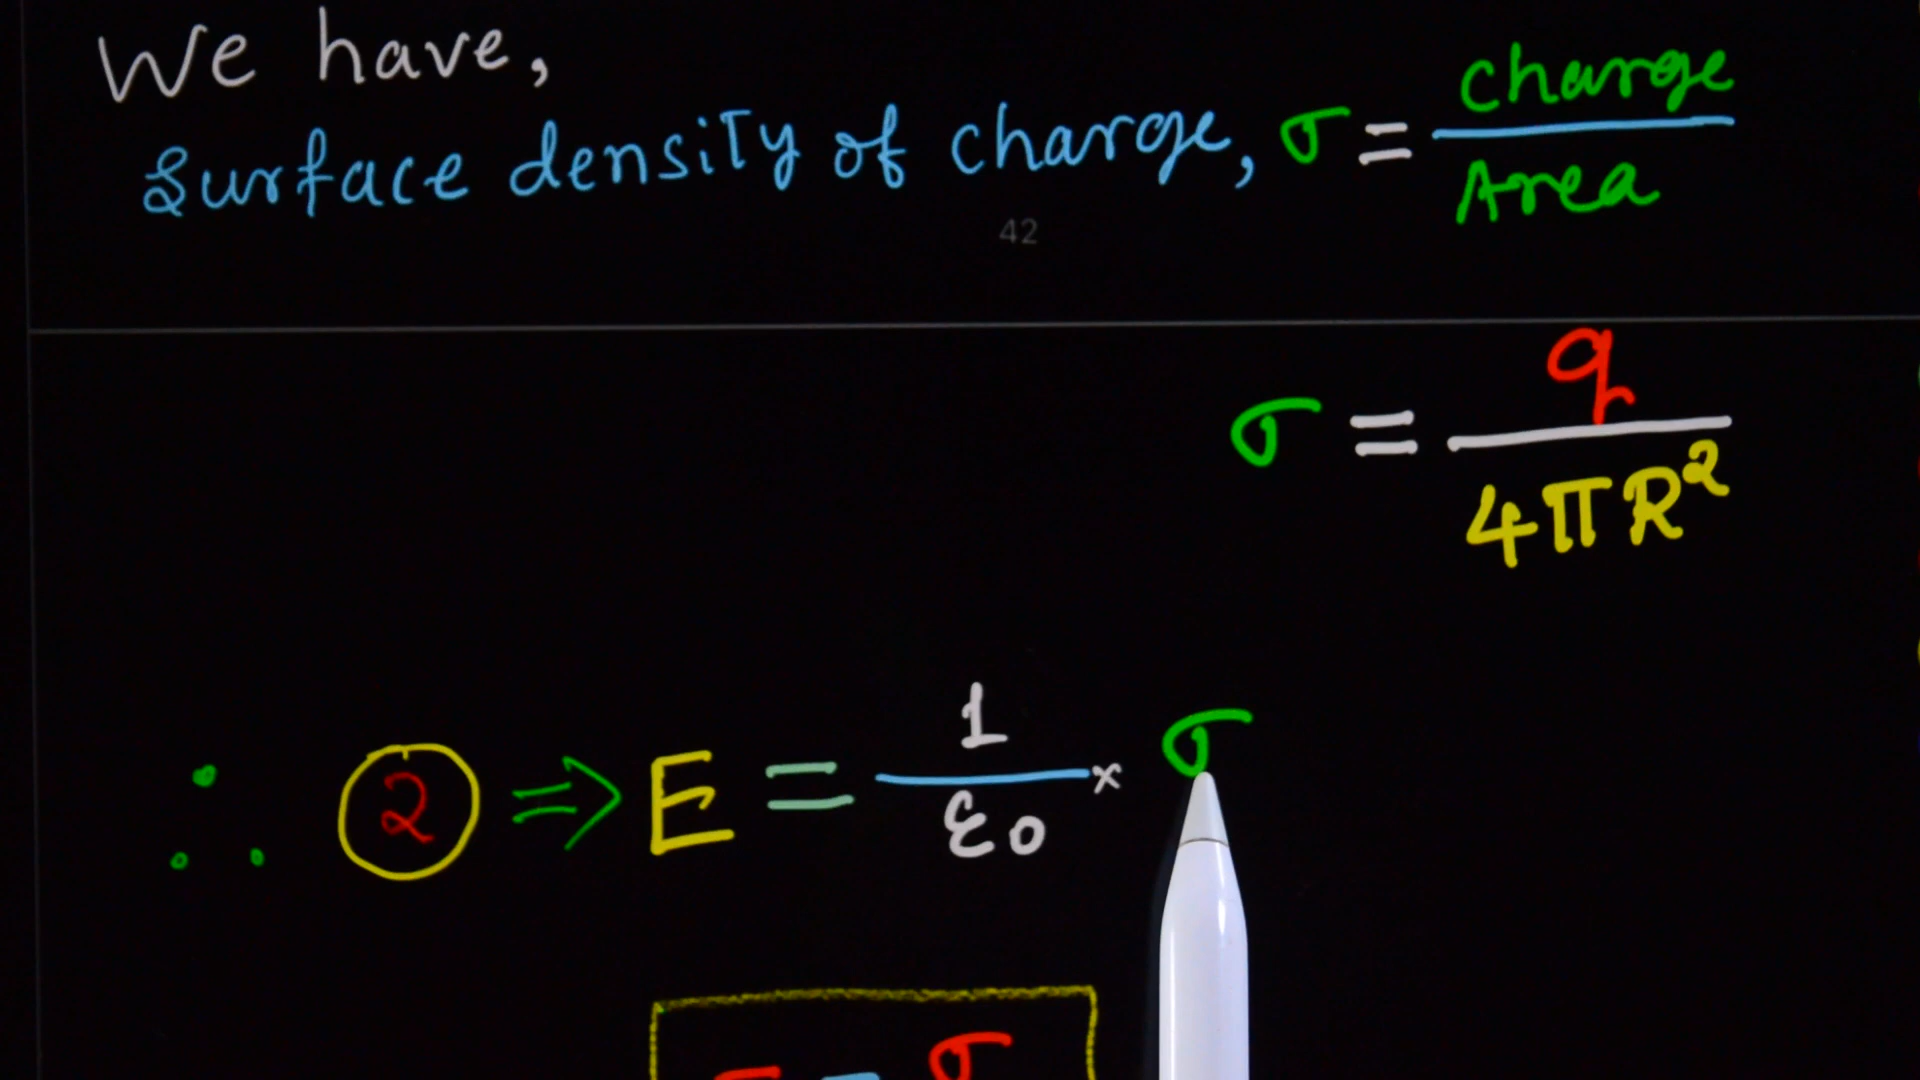 We have,
Surface density of charge, σ = charge / Area
42
σ = q / 4πR²
∴ ② ⇒ E = 1 / ε₀ × σ
E = σ